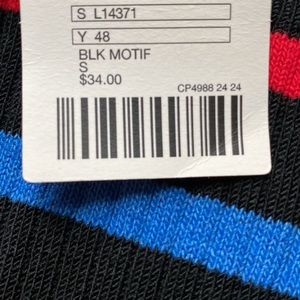 S L14371
Y 48
BLK MOTIF
S
$34.00
CP4988 24 24